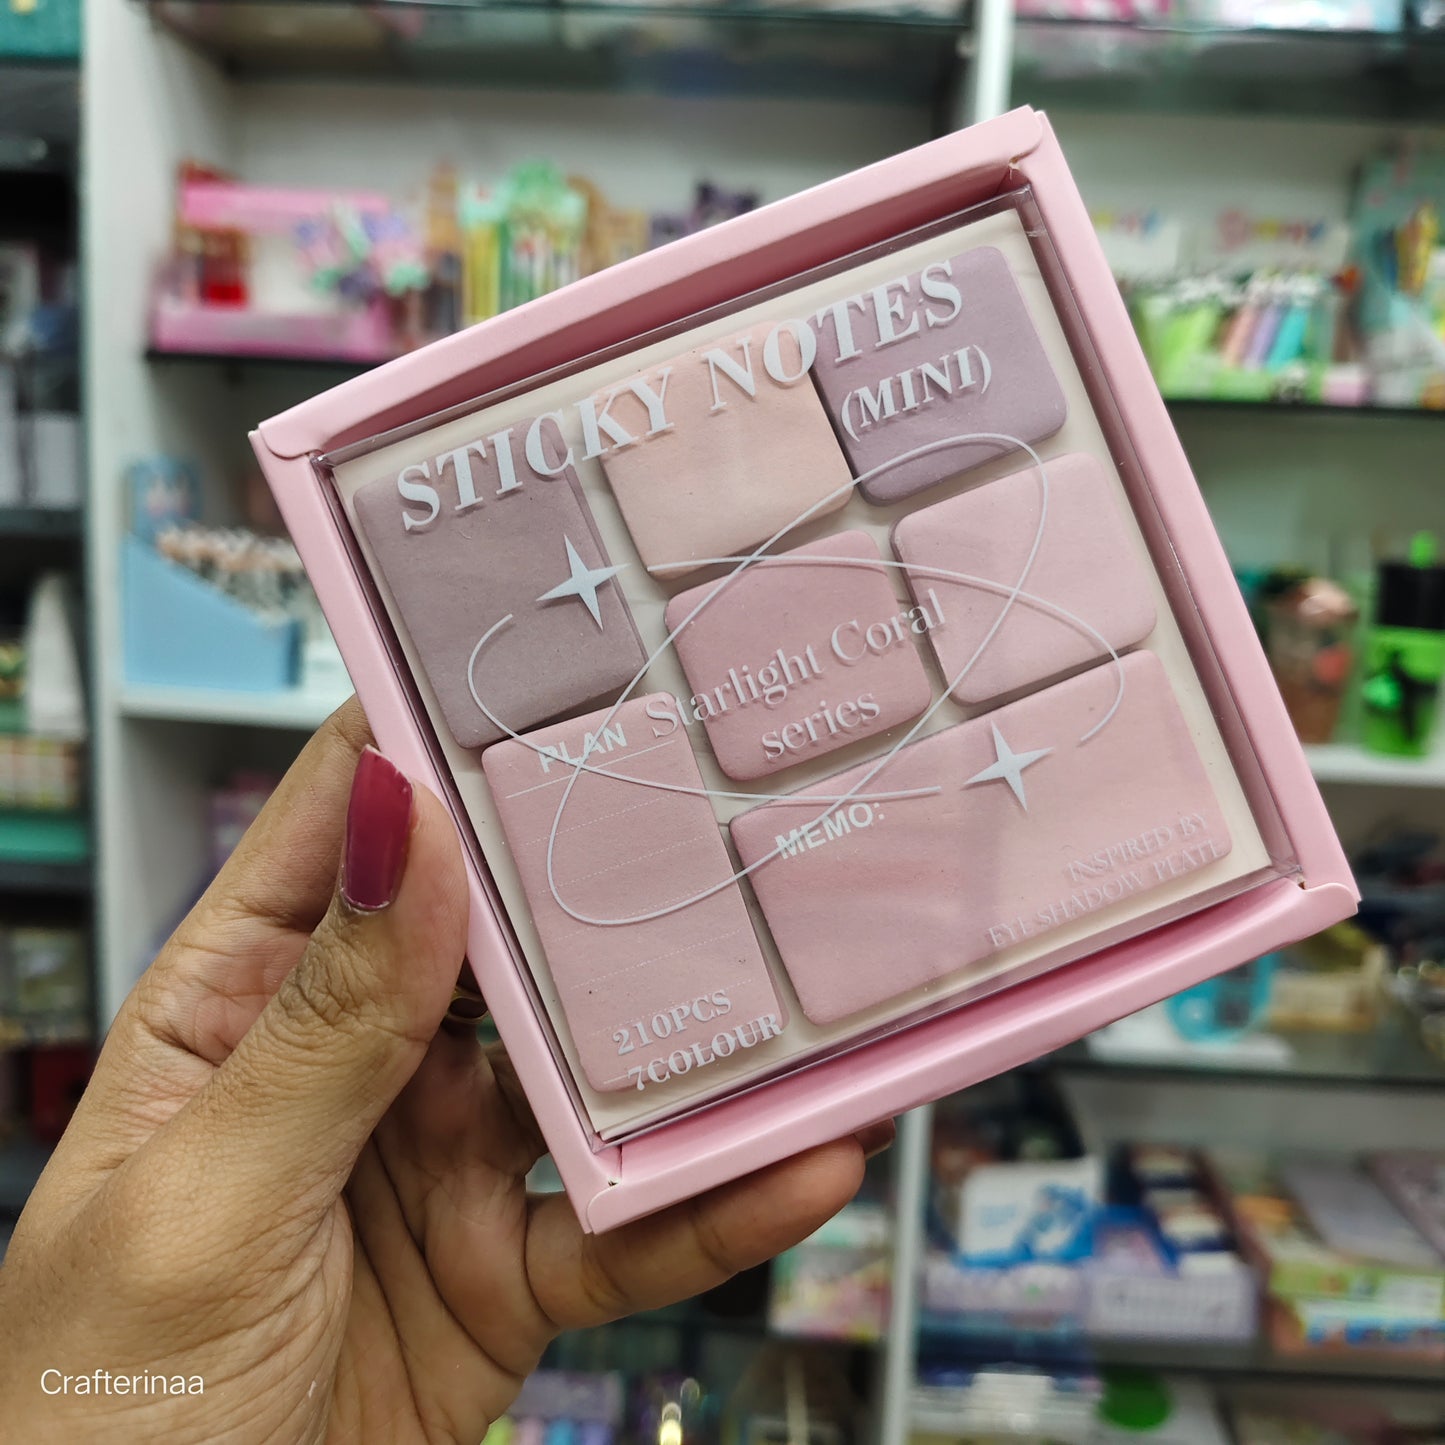 STICKY NOTES
(MINI)
Starlight Coral
series
PLAN
MEMO:
INSPIRED BY
EYE SHADOW PLATE
210PCS
7COLOUR
Crafterinaa